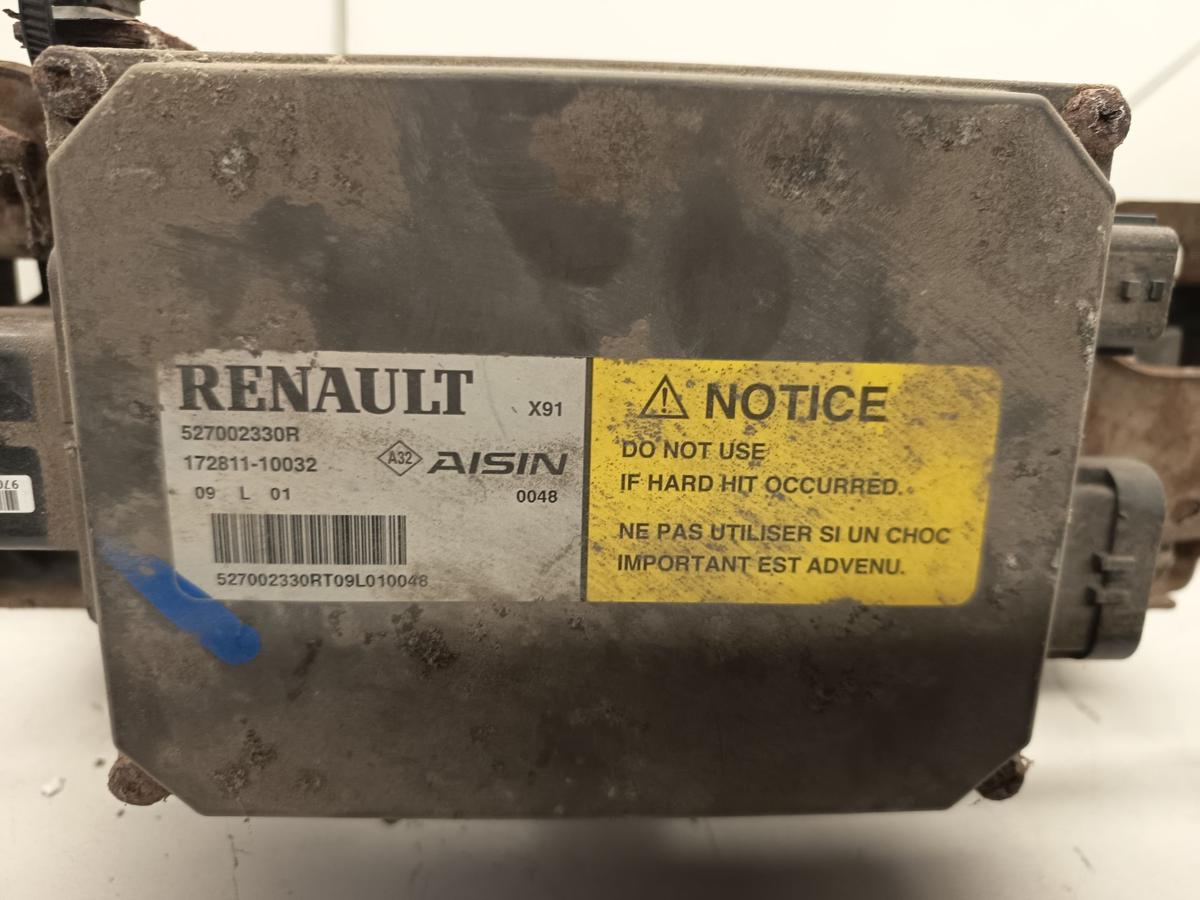 RENAULT
X91
527002330R
172811-10032
A32
AISIN
09 L 01
0048
527002330RT09L010048
NOTICE
DO NOT USE
IF HARD HIT OCCURRED.
NE PAS UTILISER SI UN CHOC
IMPORTANT EST ADVENU.